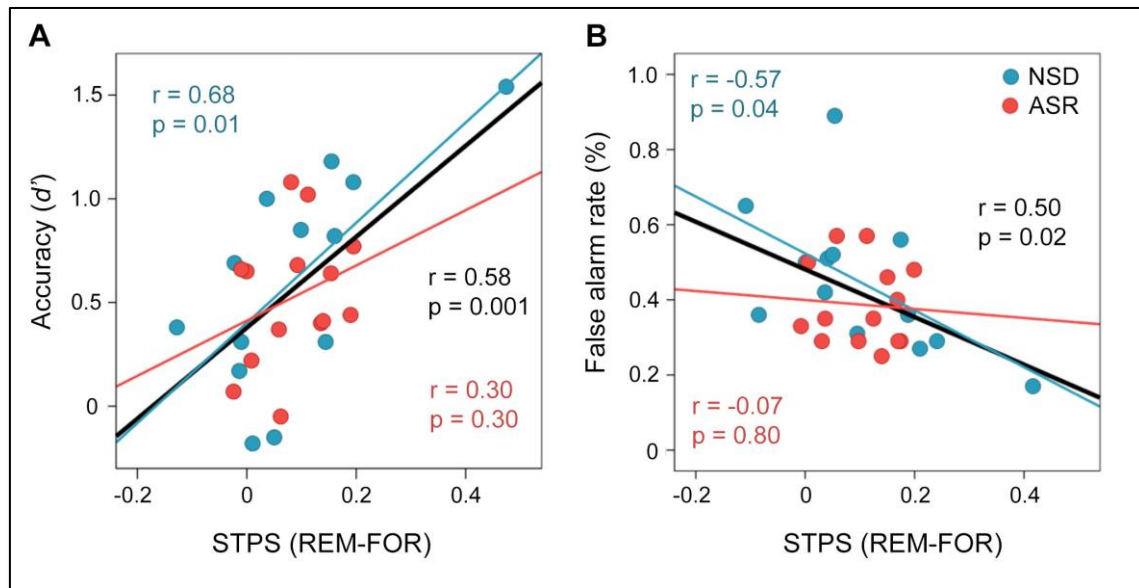 A
r = 0.68
p = 0.01
1.5
1.0
0.5
0
Accuracy (d’)
r = 0.58
p = 0.001
r = 0.30
p = 0.30
-0.2
0
0.2
0.4
STPS (REM-FOR)
B
r = -0.57
p = 0.04
NSD
ASR
1.0
0.8
0.6
0.4
0.2
0
False alarm rate (%)
r = 0.50
p = 0.02
r = -0.07
p = 0.80
-0.2
0
0.2
0.4
STPS (REM-FOR)